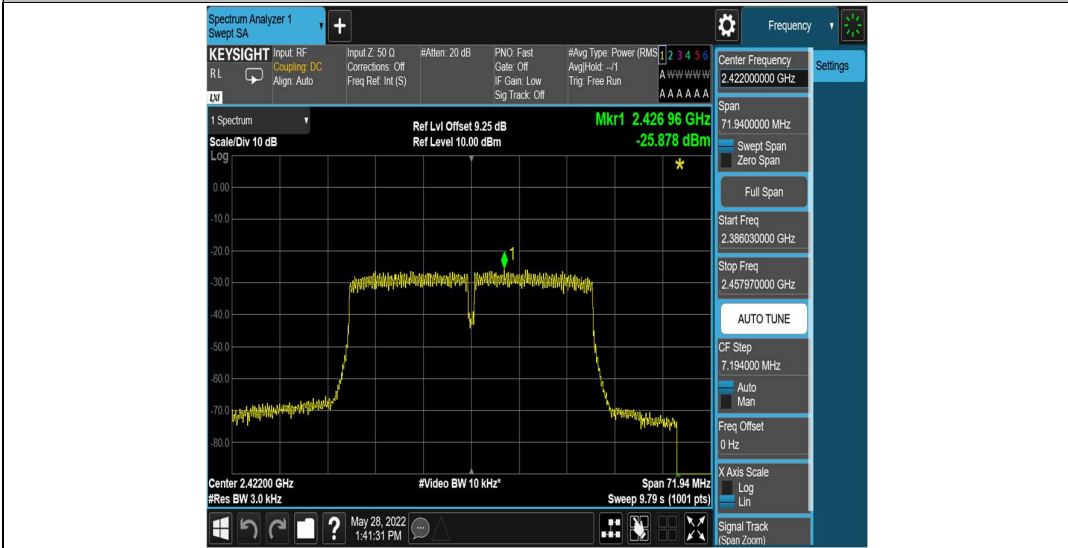 Spectrum Analyzer 1
Swept SA
+
Frequency
KEYSIGHT
RL
LXI
Input: RF
Coupling: DC
Align: Auto
Input Z: 50 Ω
Corrections: Off
Freq Ref: Int (S)
#Atten: 20 dB
PNO: Fast
Gate: Off
IF Gain: Low
Sig Track: Off
#Avg Type: Power (RMS
Avg|Hold: --/1
Trig: Free Run
1 2 3 4 5 6
A W W W W W
A A A A A A
1 Spectrum
Scale/Div 10 dB
Ref Lvl Offset 9.25 dB
Ref Level 10.00 dBm
Mkr1 2.426 96 GHz
-25.878 dBm
Log
*
0.00
-10.0
-20.0
-30.0
-40.0
-50.0
-60.0
-70.0
-80.0
1
Center 2.42200 GHz
#Res BW 3.0 kHz
#Video BW 10 kHz*
Span 71.94 MHz
Sweep 9.79 s (1001 pts)
Center Frequency
2.422000000 GHz
Settings
Span
71.9400000 MHz
Swept Span
Zero Span
Full Span
Start Freq
2.386030000 GHz
Stop Freq
2.457970000 GHz
AUTO TUNE
CF Step
7.194000 MHz
Auto
Man
Freq Offset
0 Hz
X Axis Scale
Log
Lin
Signal Track
(Span Zoom)
?
May 28, 2022
1:41:31 PM